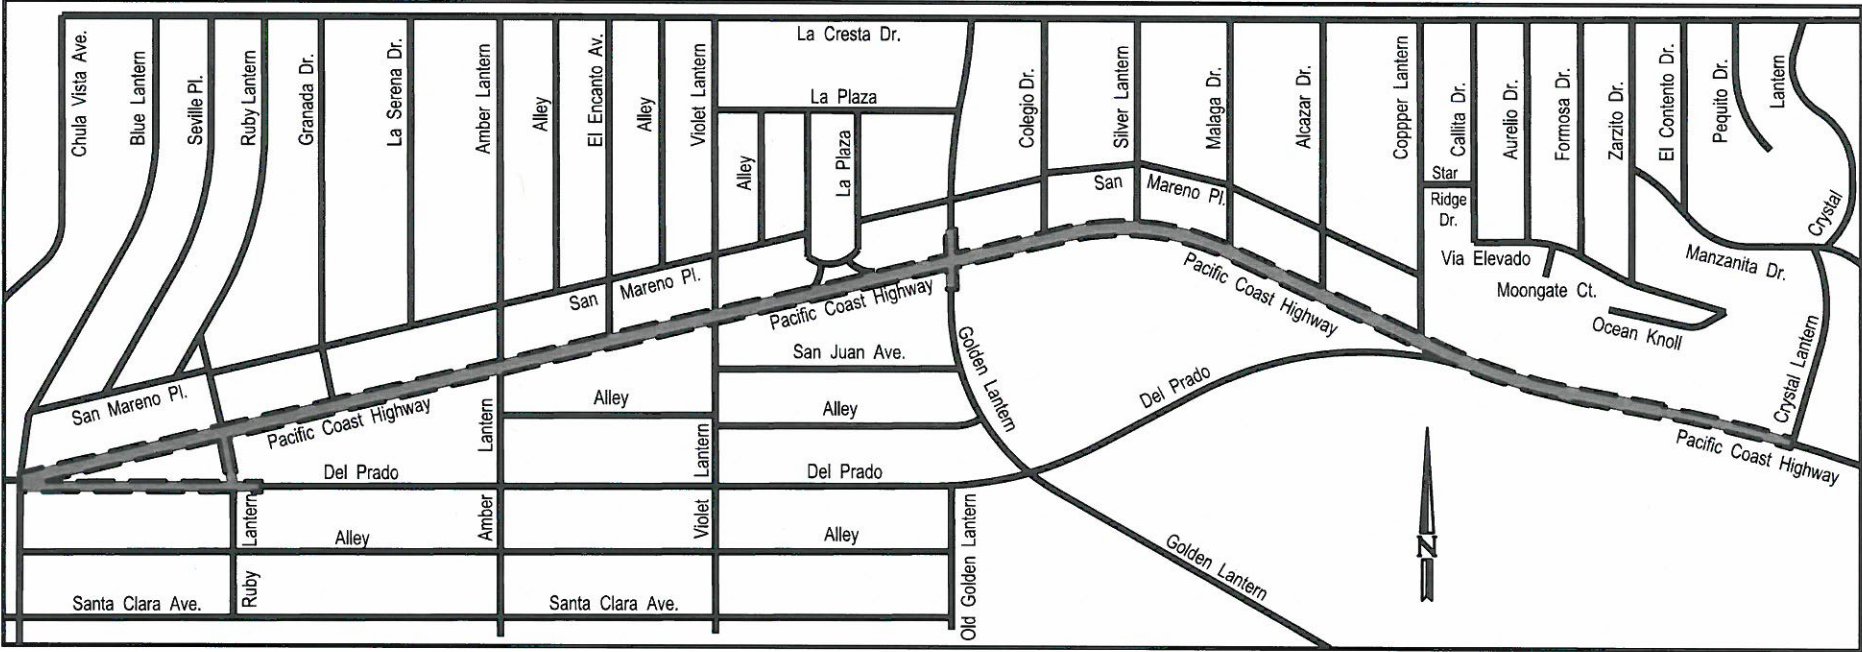 La Cresta Dr.
Chula Vista Ave.
Blue Lantern
Seville Pl.
Ruby Lantern
Granada Dr.
La Serena Dr.
Amber Lantern
Alley
El Encanto Av.
Alley
Violet Lantern
La Plaza
Alley
La Plaza
Colegio Dr.
Silver Lantern
Malaga Dr.
Alcazar Dr.
Coppper Lantern
Callita Dr.
Aurelio Dr.
Formosa Dr.
Zarzito Dr.
El Contento Dr.
Pequito Dr.
Lantern
Crystal
Star
Ridge
Dr.
San Mareno Pl.
Via Elevado
Manzanita Dr.
Moongate Ct.
Ocean Knoll
San Mareno Pl.
Pacific Coast Highway
Pacific Coast Highway
San Juan Ave.
Golden Lantern
Del Prado
Crystal Lantern
San Mareno Pl.
Pacific Coast Highway
Lantern
Alley
Alley
Lantern
Pacific Coast Highway
Del Prado
Del Prado
Lantern
Ruby
Alley
Amber
Violet
Alley
Old Golden Lantern
Golden Lantern
N
Santa Clara Ave.
Santa Clara Ave.